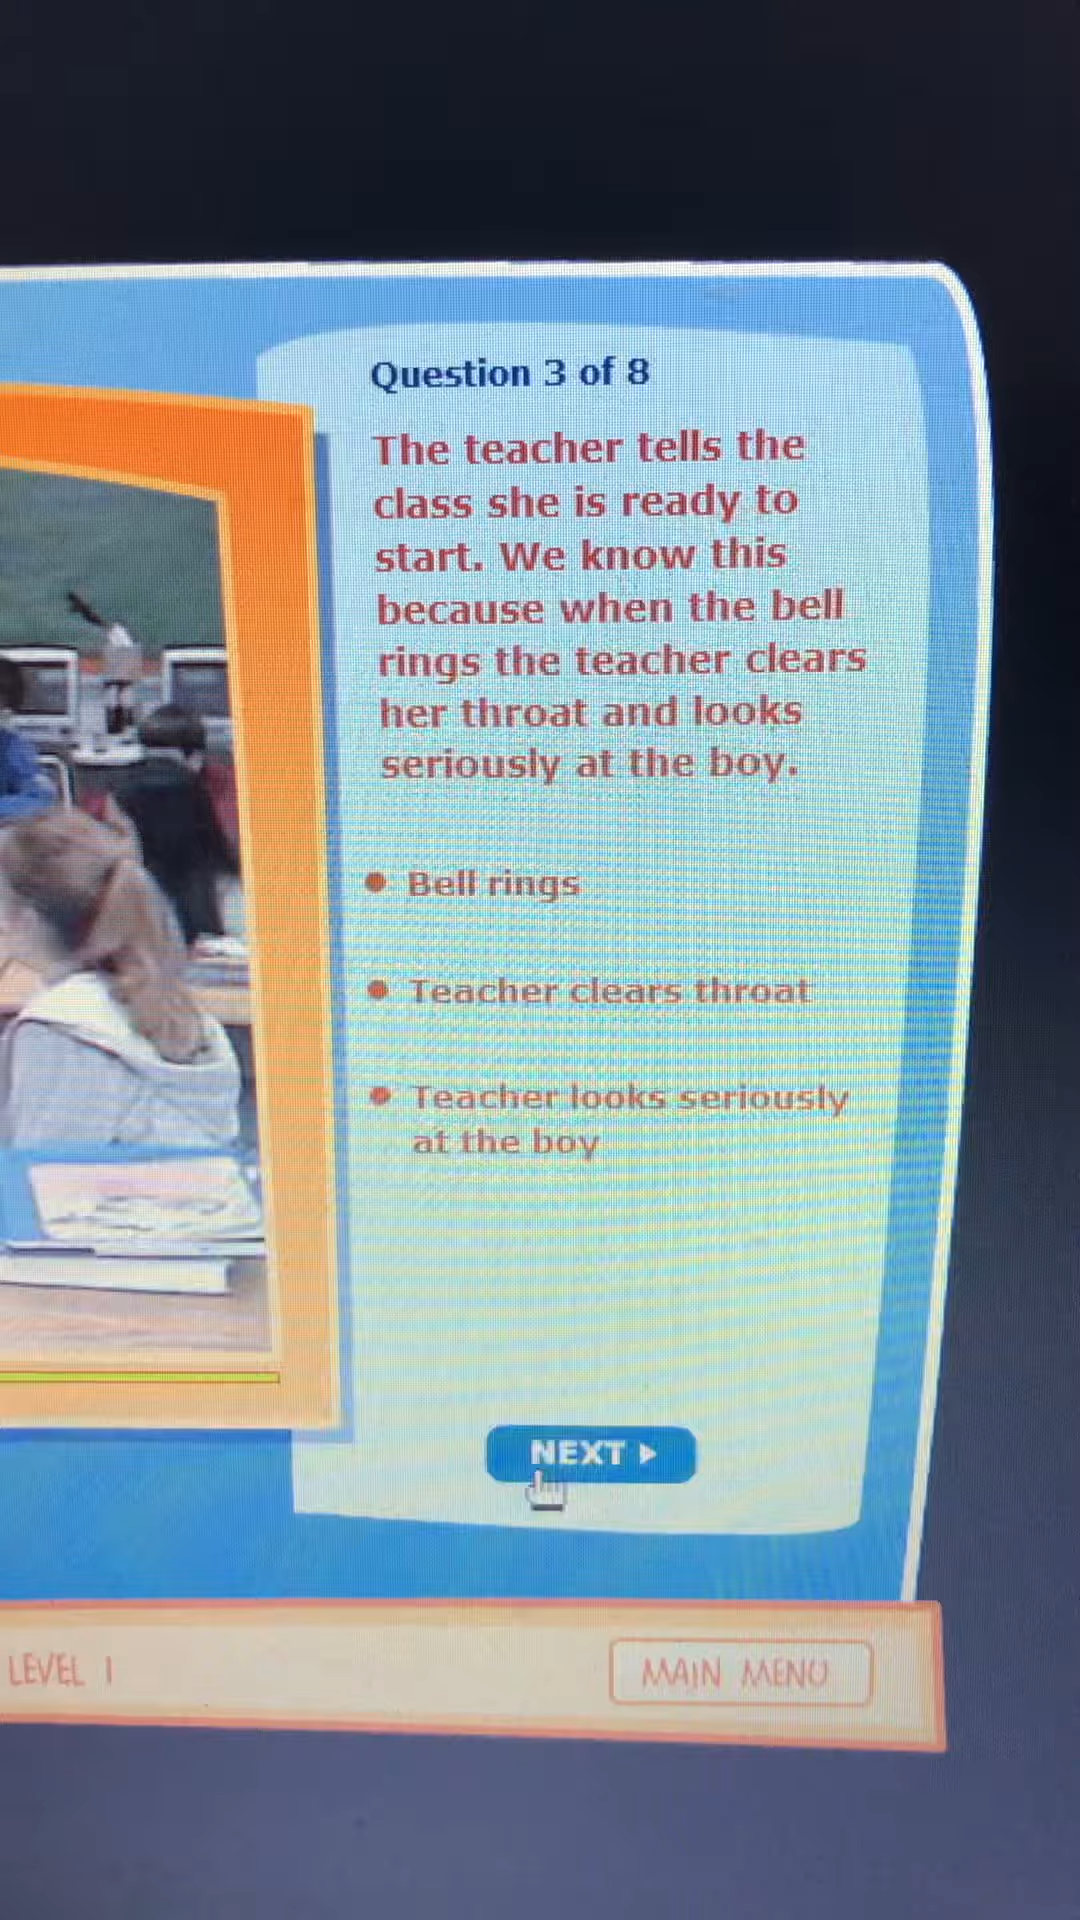 Question 3 of 8
The teacher tells the
class she is ready to
start. We know this
because when the bell
rings the teacher clears
her throat and looks
seriously at the boy.
Bell rings
Teacher clears throat
Teacher looks seriously
at the boy
NEXT
LEVEL 1
MAIN MENU